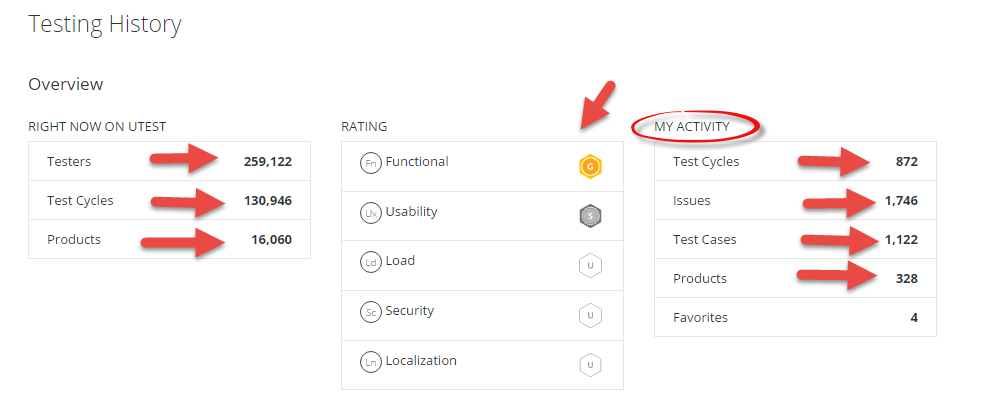 Testing History
Overview
RIGHT NOW ON UTEST
Testers 259,122
Test Cycles 130,946
Products 16,060
RATING
Fn Functional G
Ux Usability S
Ld Load U
Sc Security U
Ln Localization U
MY ACTIVITY
Test Cycles 872
Issues 1,746
Test Cases 1,122
Products 328
Favorites 4